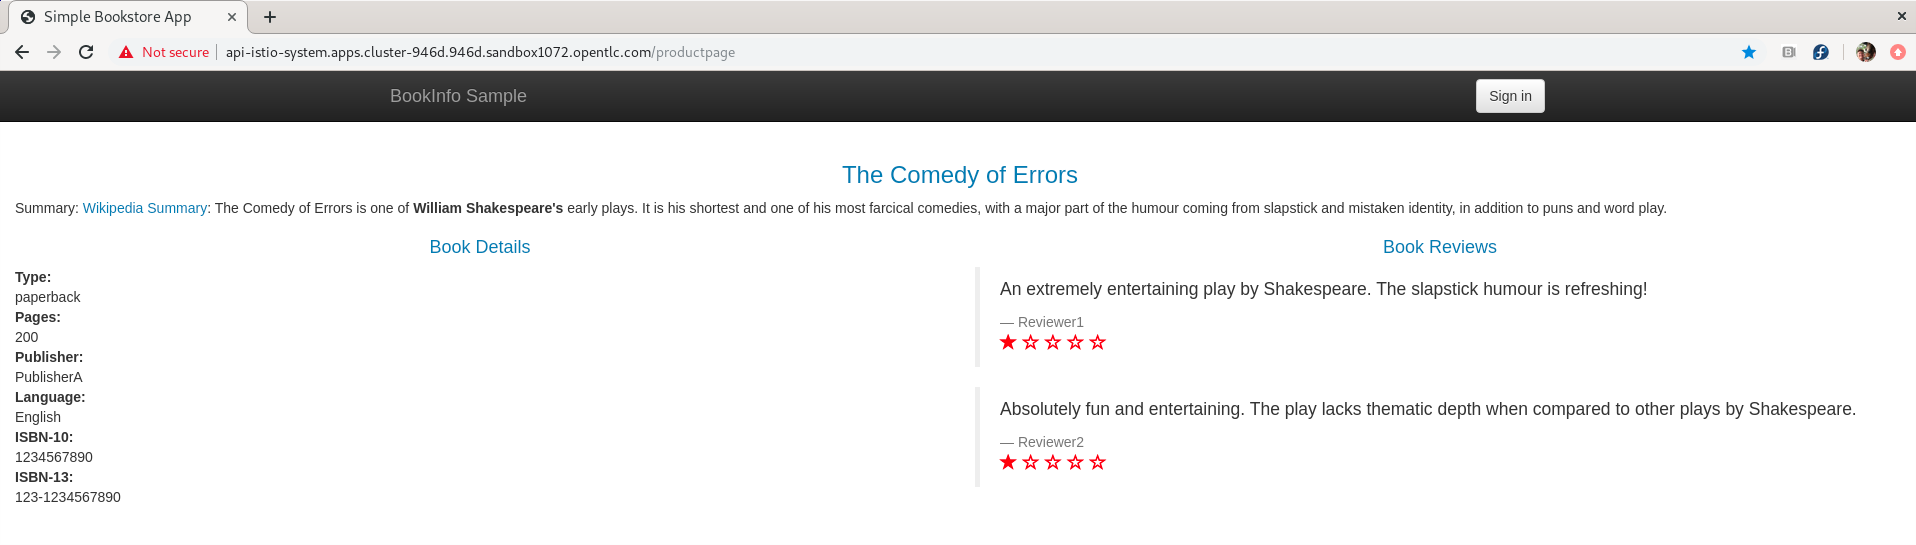 Simple Bookstore App
Not secure api-istio-system.apps.cluster-946d.946d.sandbox1072.opentlc.com/productpage
BookInfo Sample
Sign in
The Comedy of Errors
Summary: Wikipedia Summary: The Comedy of Errors is one of William Shakespeare's early plays. It is his shortest and one of his most farcical comedies, with a major part of the humour coming from slapstick and mistaken identity, in addition to puns and word play.
Book Details
Type:
paperback
Pages:
200
Publisher:
PublisherA
Language:
English
ISBN-10:
1234567890
ISBN-13:
123-1234567890
Book Reviews
An extremely entertaining play by Shakespeare. The slapstick humour is refreshing!
— Reviewer1
Absolutely fun and entertaining. The play lacks thematic depth when compared to other plays by Shakespeare.
— Reviewer2